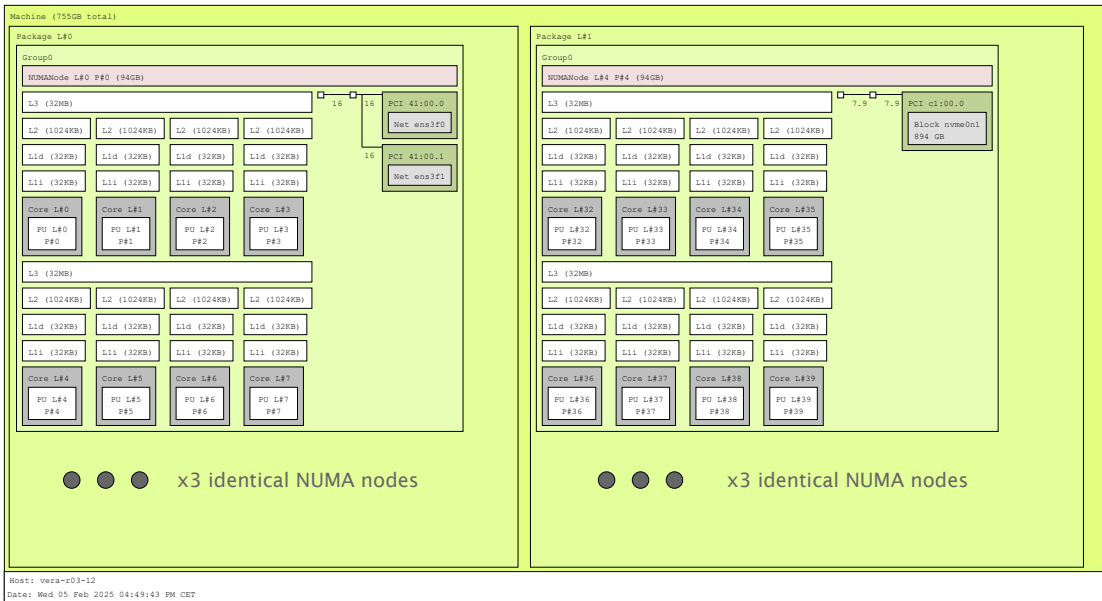 Machine (755GB total)
Package L#0
Group0
NUMANode L#0 P#0 (94GB)
L3 (32MB)
16 16 PCI 41:00.0
Net ens3f0
L2 (1024KB) L2 (1024KB) L2 (1024KB) L2 (1024KB)
L1d (32KB) L1d (32KB) L1d (32KB) L1d (32KB)
16 PCI 41:00.1
Net ens3f1
L1i (32KB) L1i (32KB) L1i (32KB) L1i (32KB)
Core L#0 Core L#1 Core L#2 Core L#3
PU L#0 PU L#1 PU L#2 PU L#3
P#0 P#1 P#2 P#3
L3 (32MB)
L2 (1024KB) L2 (1024KB) L2 (1024KB) L2 (1024KB)
L1d (32KB) L1d (32KB) L1d (32KB) L1d (32KB)
L1i (32KB) L1i (32KB) L1i (32KB) L1i (32KB)
Core L#4 Core L#5 Core L#6 Core L#7
PU L#4 PU L#5 PU L#6 PU L#7
P#4 P#5 P#6 P#7
x3 identical NUMA nodes
Package L#1
Group0
NUMANode L#4 P#4 (94GB)
L3 (32MB)
7.9 7.9 PCI c1:00.0
Block nvme0n1
894 GB
L2 (1024KB) L2 (1024KB) L2 (1024KB) L2 (1024KB)
L1d (32KB) L1d (32KB) L1d (32KB) L1d (32KB)
L1i (32KB) L1i (32KB) L1i (32KB) L1i (32KB)
Core L#32 Core L#33 Core L#34 Core L#35
PU L#32 PU L#33 PU L#34 PU L#35
P#32 P#33 P#34 P#35
L3 (32MB)
L2 (1024KB) L2 (1024KB) L2 (1024KB) L2 (1024KB)
L1d (32KB) L1d (32KB) L1d (32KB) L1d (32KB)
L1i (32KB) L1i (32KB) L1i (32KB) L1i (32KB)
Core L#36 Core L#37 Core L#38 Core L#39
PU L#36 PU L#37 PU L#38 PU L#39
P#36 P#37 P#38 P#39
x3 identical NUMA nodes
Host: vera-r03-12
Date: Wed 05 Feb 2025 04:49:43 PM CET